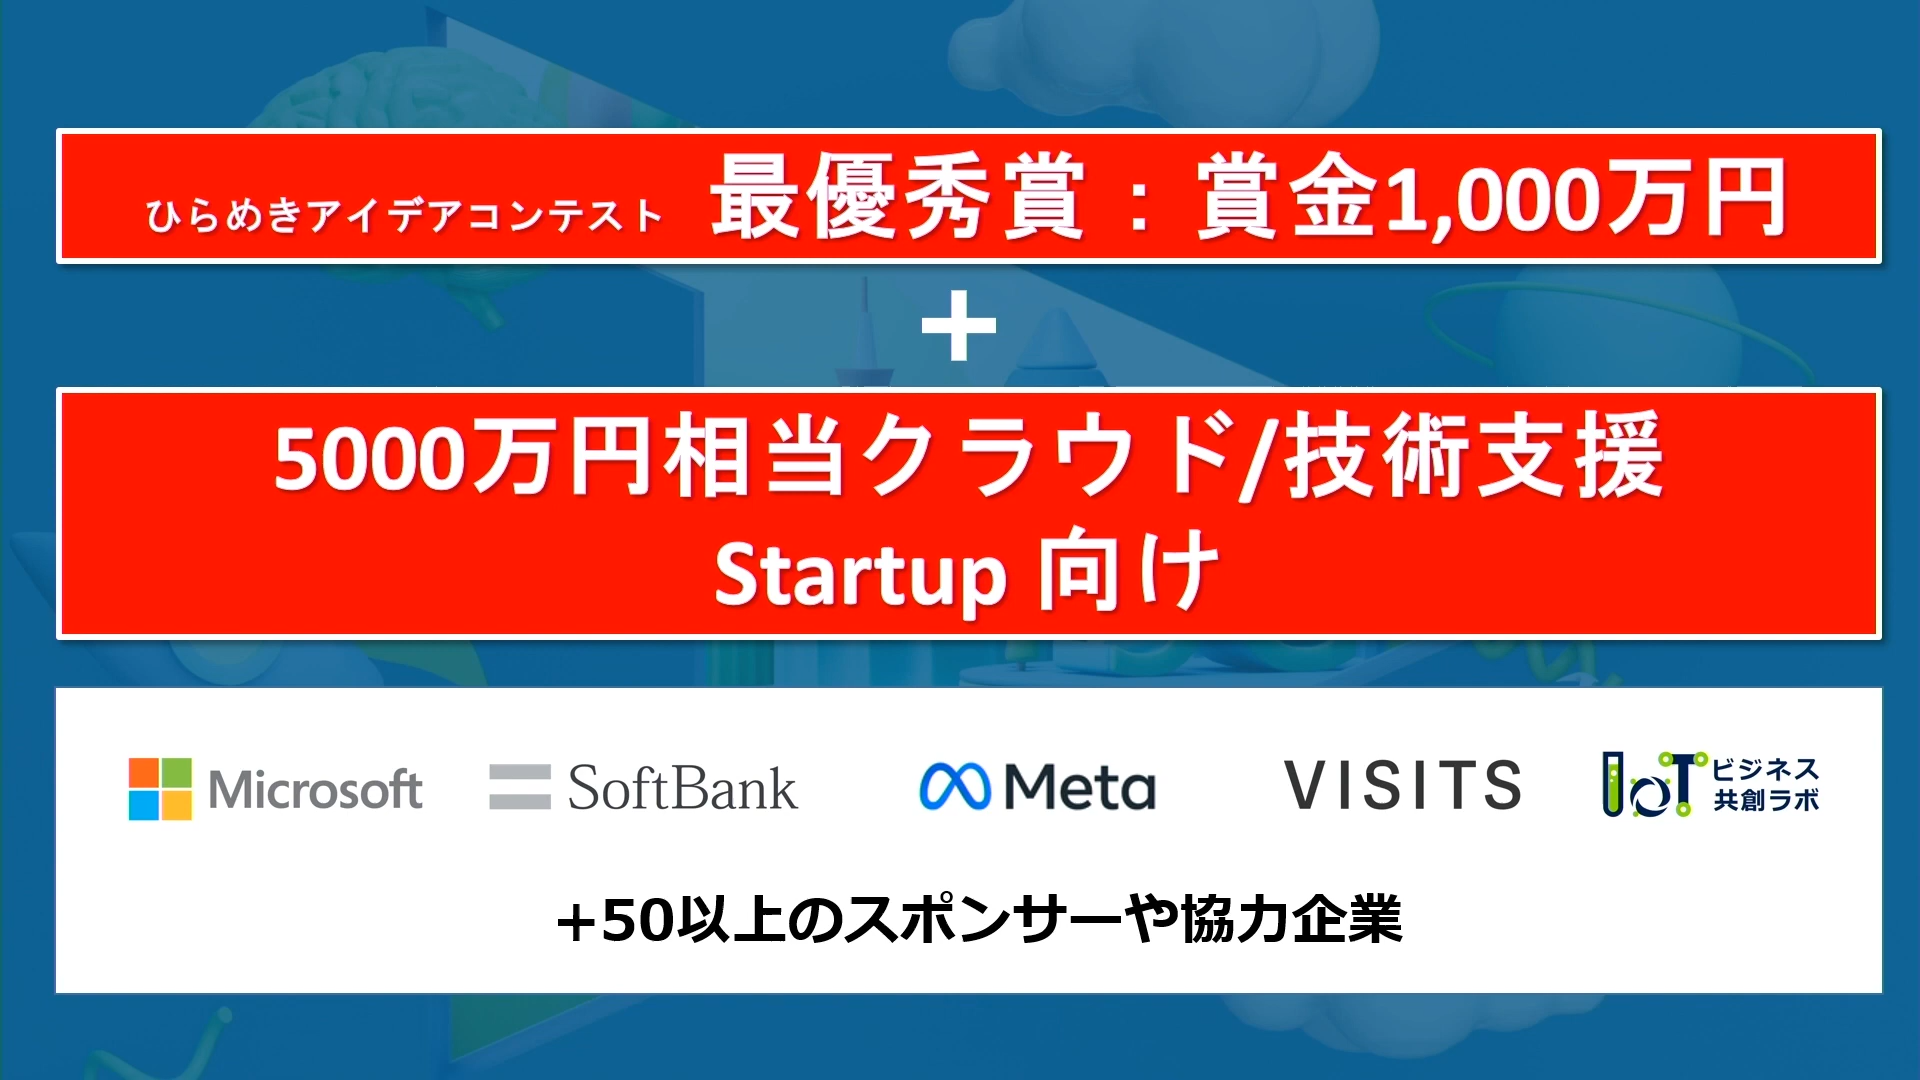 ひらめきアイデアコンテスト 最優秀賞：賞金1,000万円
+
5000万円相当クラウド/技術支援
Startup 向け
Microsoft SoftBank Meta VISITS IoT ビジネス
共創ラボ
+50以上のスポンサーや協力企業